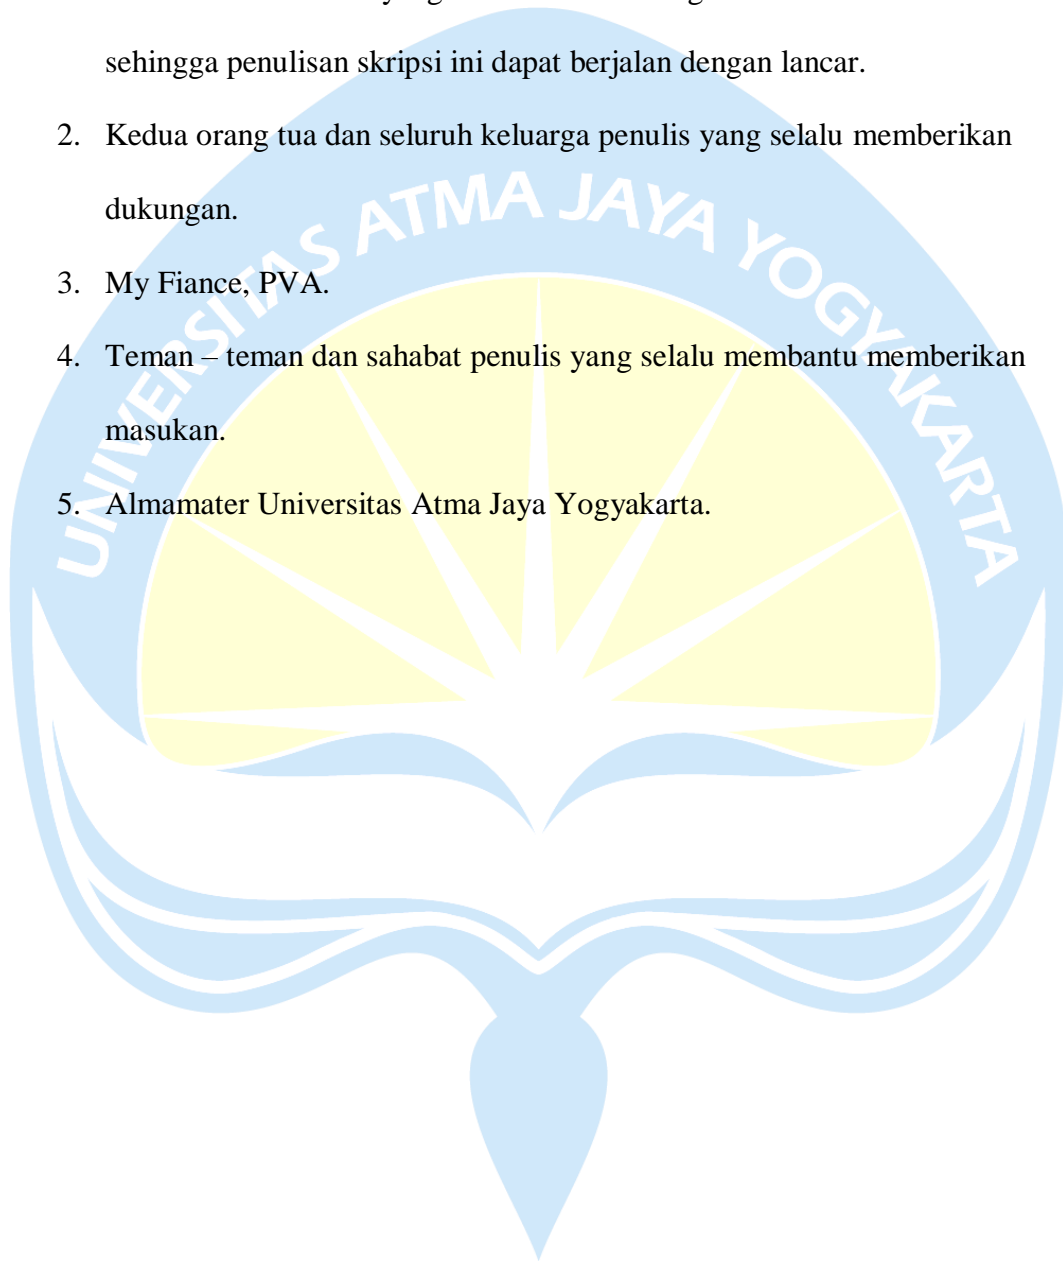 sehingga penulisan skripsi ini dapat berjalan dengan lancar.
2. Kedua orang tua dan seluruh keluarga penulis yang selalu memberikan
dukungan.
3. My Fiance, PVA.
4. Teman – teman dan sahabat penulis yang selalu membantu memberikan
masukan.
5. Almamater Universitas Atma Jaya Yogyakarta.
UNIVERSITAS ATMA JAYA YOGYAKARTA